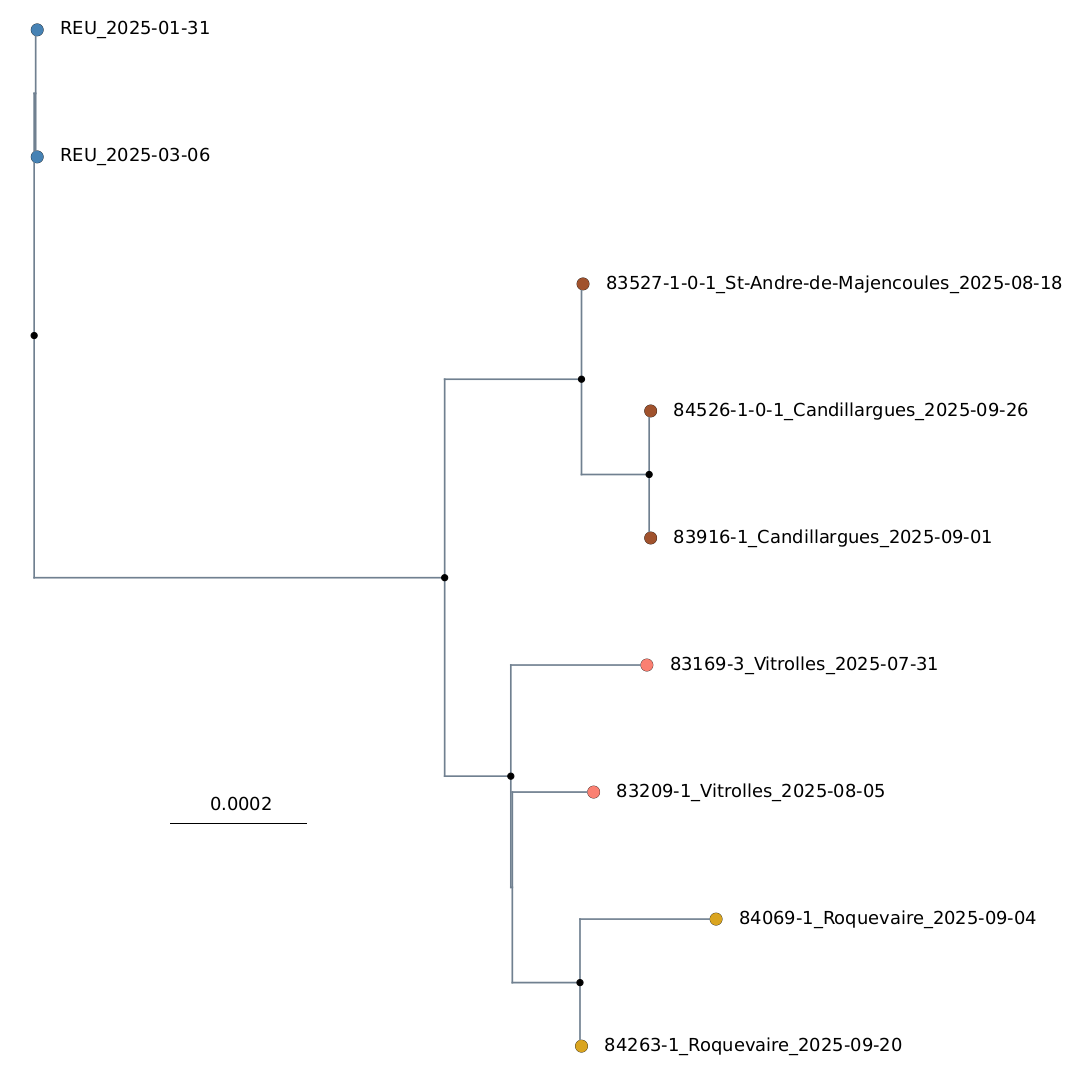 REU_2025-01-31
REU_2025-03-06
83527-1-0-1_St-Andre-de-Majencoules_2025-08-18
84526-1-0-1_Candillargues_2025-09-26
83916-1_Candillargues_2025-09-01
83169-3_Vitrolles_2025-07-31
83209-1_Vitrolles_2025-08-05
0.0002
84069-1_Roquevaire_2025-09-04
84263-1_Roquevaire_2025-09-20